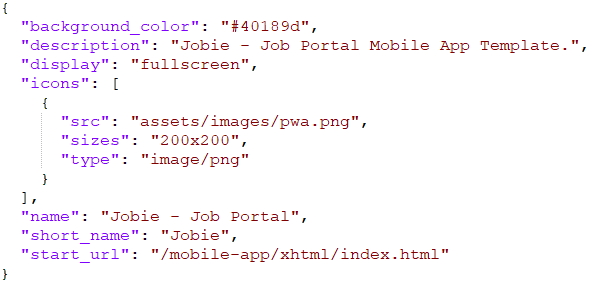 {
"background_color": "#40189d",
"description": "Jobie - Job Portal Mobile App Template.",
"display": "fullscreen",
"icons": [
{
"src": "assets/images/pwa.png",
"sizes": "200x200",
"type": "image/png"
}
],
"name": "Jobie - Job Portal",
"short_name": "Jobie",
"start_url": "/mobile-app/xhtml/index.html"
}